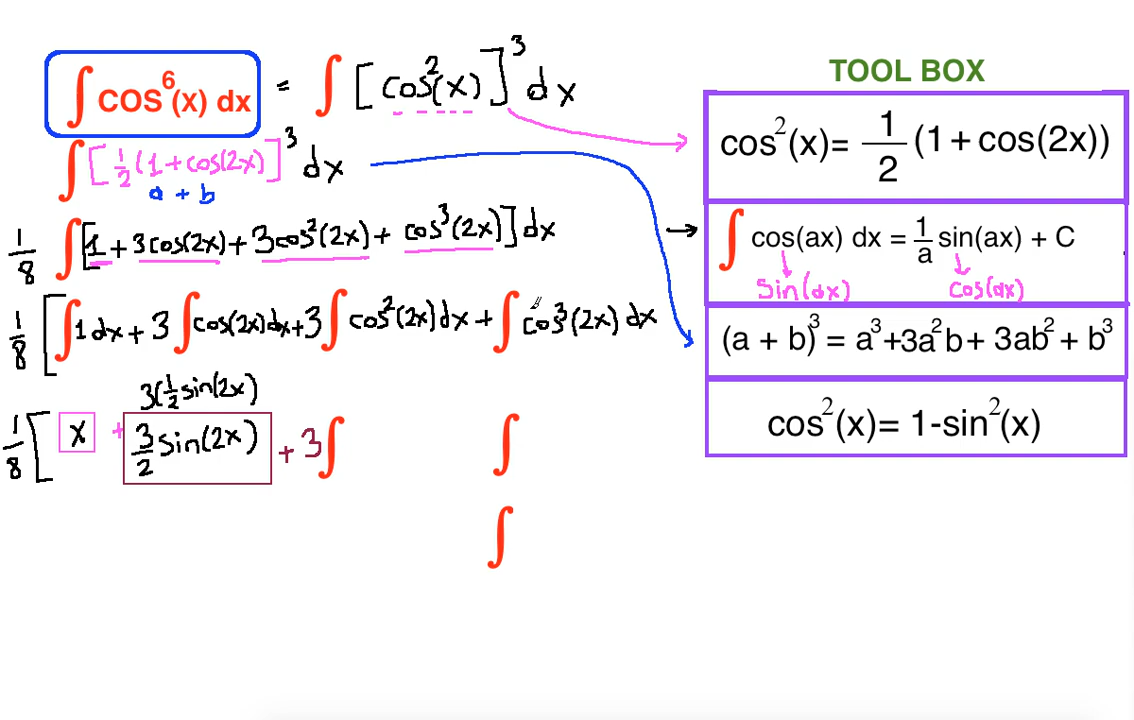 ∫ cos⁶(x) dx = ∫ [cos²(x)]³ dx
∫ [½(1+cos(2x)]³ dx
a + b
1/8 ∫[1 + 3cos(2x) + 3cos²(2x) + cos³(2x)] dx
1/8 [∫1dx + 3∫cos(2x)dx + 3∫cos²(2x)dx + ∫cos³(2x) dx
3(½sin(2x)
1/8 [ x + 3/2 sin(2x) + 3∫ ∫
∫
TOOL BOX
cos²(x)= 1/2 (1 + cos(2x))
∫ cos(ax) dx = 1/a sin(ax) + C
Sin(dx) cos(dx)
(a + b)³ = a³+3a²b+ 3ab² + b³
cos²(x)= 1-sin²(x)